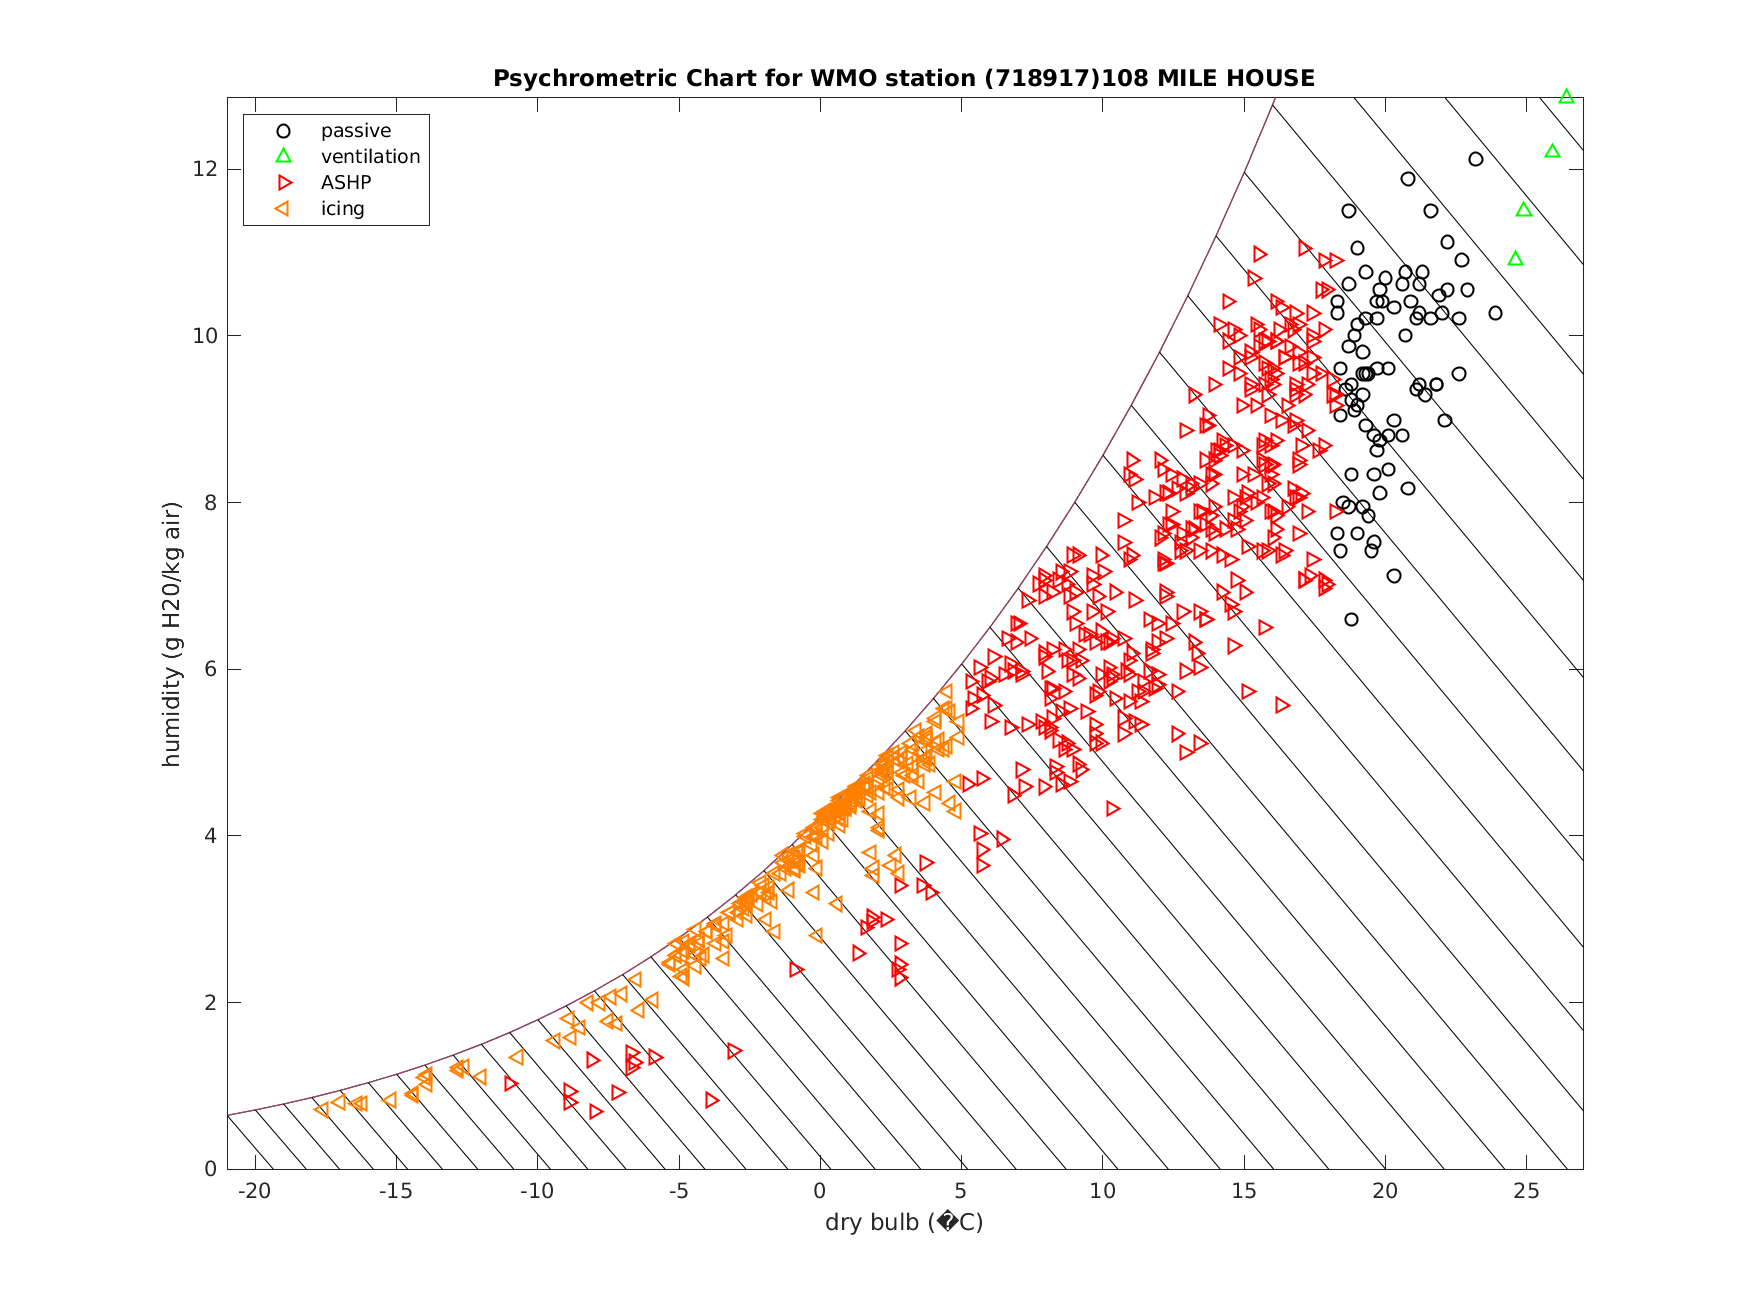 Psychrometric Chart for WMO station (718917)108 MILE HOUSE
passive
ventilation
ASHP
icing
12
10
8
6
4
2
0
humidity (g H20/kg air)
-20 -15 -10 -5 0 5 10 15 20 25
dry bulb (�C)